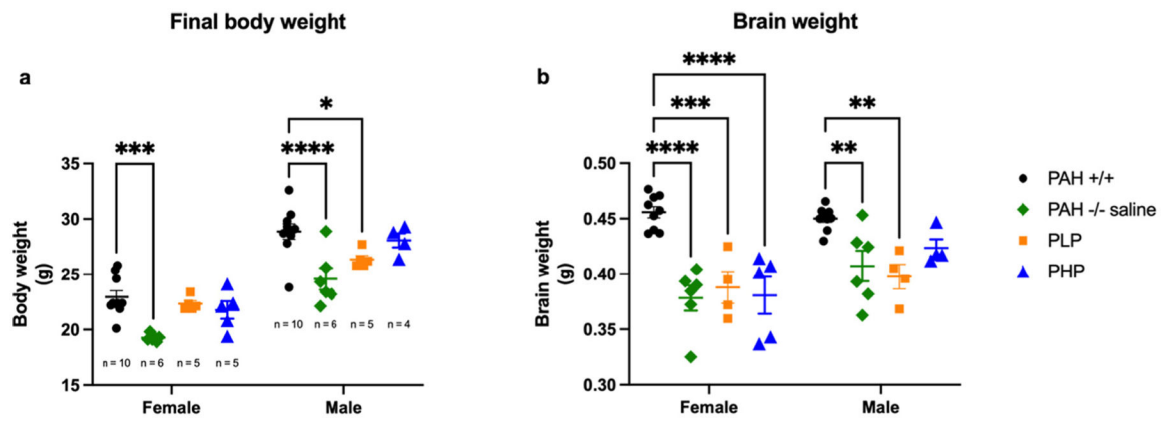 Final body weight
Brain weight
a
b
***
****
*
****
***
****
**
**
Body weight
(g)
35
30
25
20
15
n = 10
n = 6
n = 5
n = 5
n = 10
n = 6
n = 5
n = 4
Female
Male
Brain weight
(g)
0.50
0.45
0.40
0.35
0.30
Female
Male
PAH +/+
PAH -/- saline
PLP
PHP